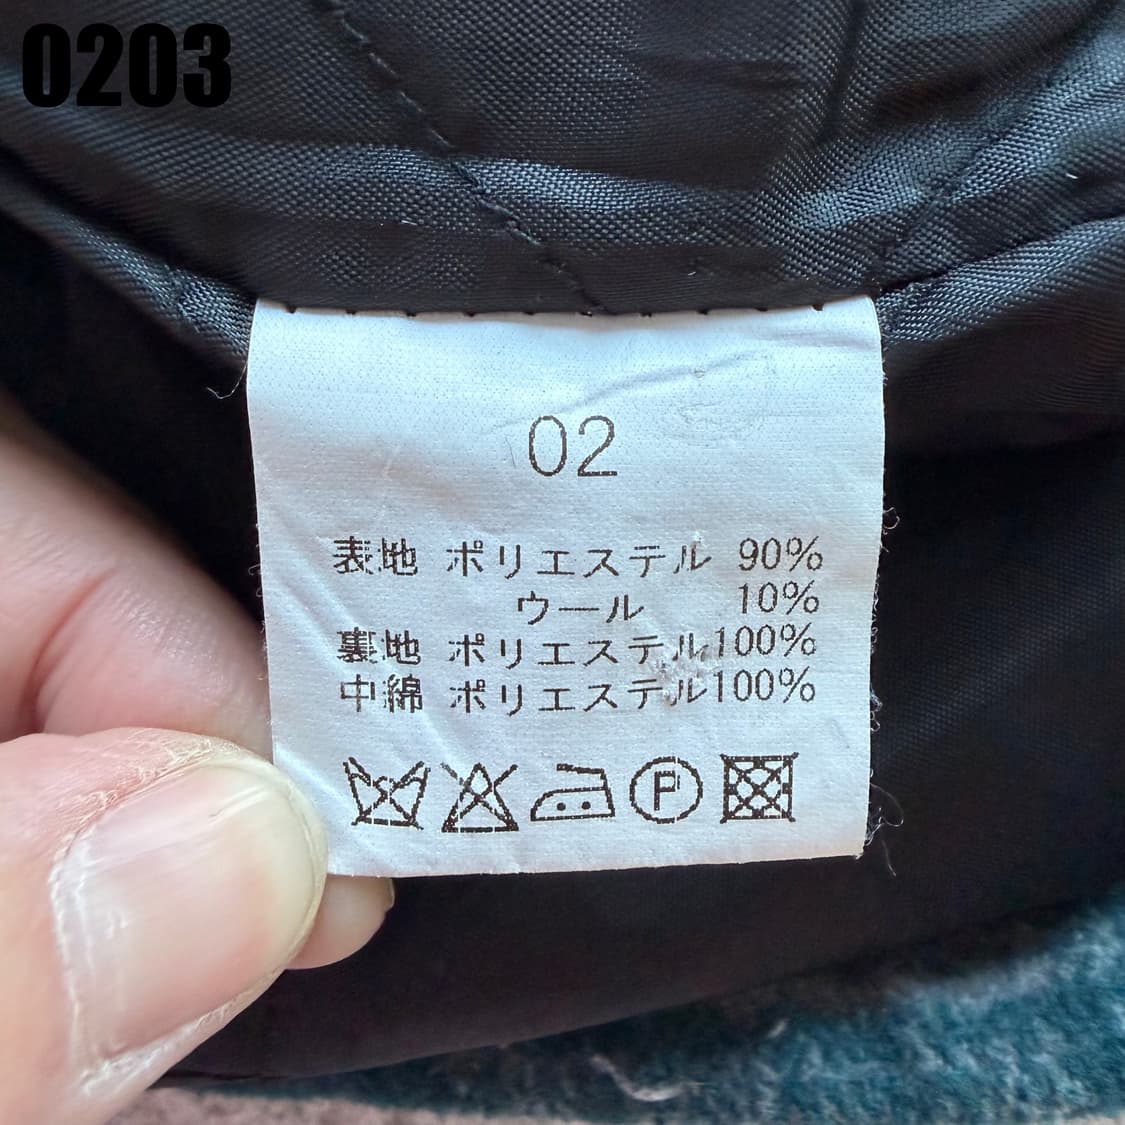 0203
02
表地 ポリエステル 90%
ウール 10%
裏地 ポリエステル100%
中綿 ポリエステル100%
P